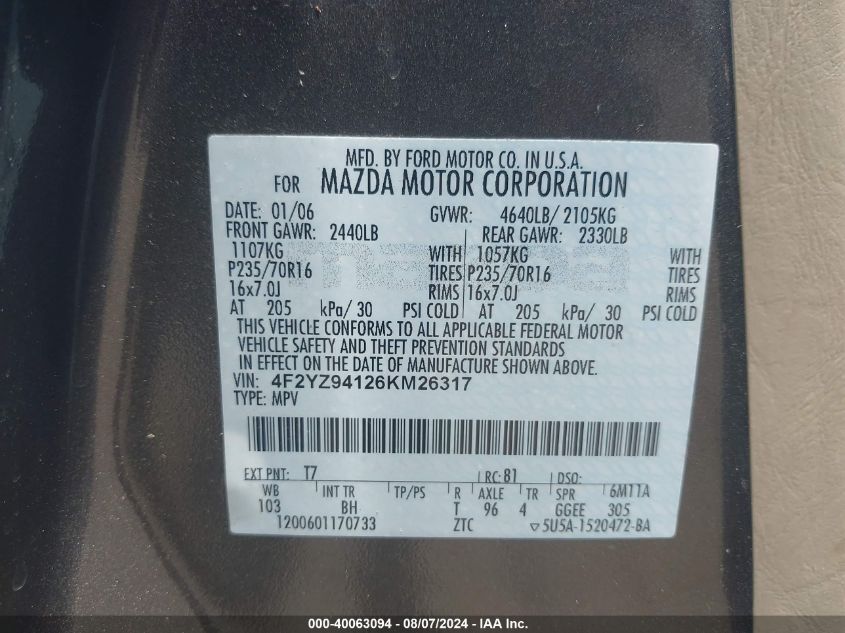 MFD. BY FORD MOTOR CO. IN U.S.A.
FOR MAZDA MOTOR CORPORATION
DATE: 01/06 GVWR: 4640LB/ 2105KG
FRONT GAWR: 2440LB REAR GAWR: 2330LB
1107KG WITH 1057KG WITH
P235/70R16 TIRES P235/70R16 TIRES
16x7.0J RIMS 16x7.0J RIMS
AT 205 kPa/ 30 PSI COLD AT 205 kPa/ 30 PSI COLD
THIS VEHICLE CONFORMS TO ALL APPLICABLE FEDERAL MOTOR
VEHICLE SAFETY AND THEFT PREVENTION STANDARDS
IN EFFECT ON THE DATE OF MANUFACTURE SHOWN ABOVE.
VIN: 4F2YZ94126KM26317
TYPE: MPV
EXT PNT: T7 RC: 81 DSO:
WB INT TR TP/PS R AXLE TR SPR 6M11A
103 BH T 96 4 GGEE 305
1200601170733 ZTC ▽5U5A-1520472-BA
000-40063094 - 08/07/2024 - IAA Inc.